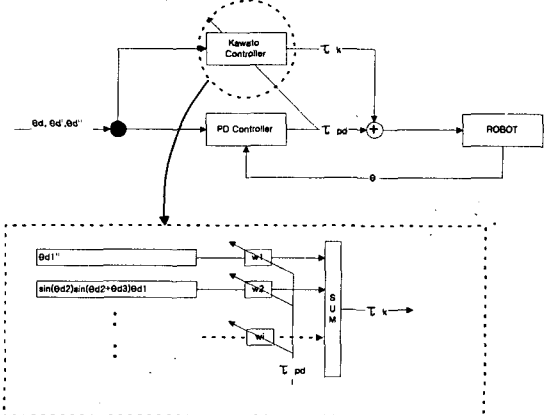 Kawato
Controller
τ k
θd, θd',θd"
PD Controller
τ pd
+
ROBOT
θ
θd1"
w1
sin(θd2)sin(θd2+θd3)θd1
w2
SUM
τ k
wi
τ pd